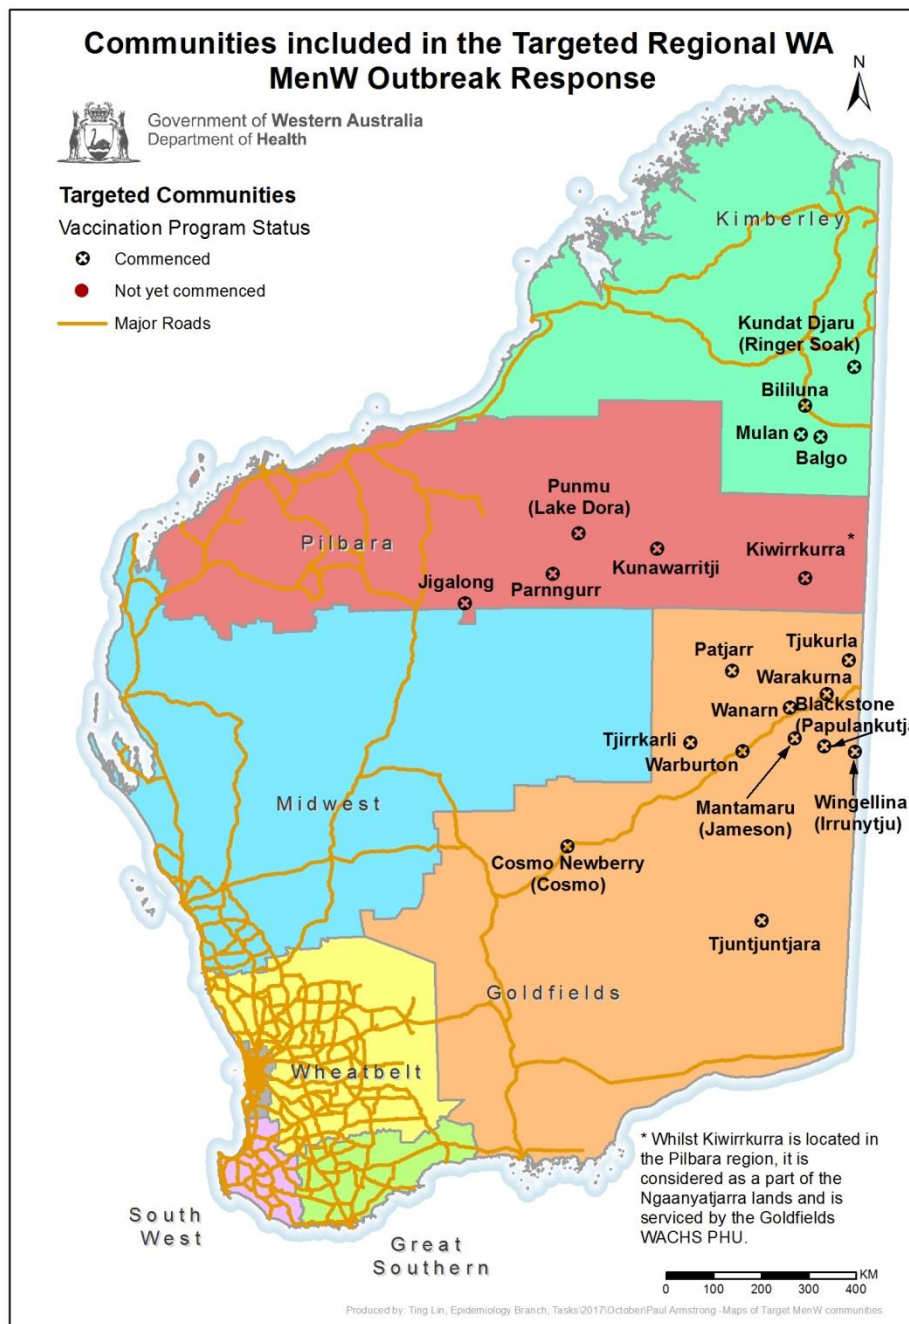 Communities included in the Targeted Regional WA
MenW Outbreak Response
N
Government of Western Australia
Department of Health
Targeted Communities
Vaccination Program Status
Commenced
Not yet commenced
Major Roads
Kimberley
Kundat Djaru
(Ringer Soak)
Bililuna
Mulan
Balgo
Punmu
(Lake Dora)
Pilbara
Kunawarritji
Kiwirrkurra*
Jigalong
Parnngurr
Patjarr
Tjukurla
Warakurna
Wanarn
Blackstone
(Papulankutja
Tjirrkarli
Warburton
Midwest
Mantamaru
(Jameson)
Wingellina
(Irrunytju)
Cosmo Newberry
(Cosmo)
Tjuntjuntjara
Goldfields
Wheatbelt
* Whilst Kiwirrkurra is located in
the Pilbara region, it is
considered as a part of the
Ngaanyatjarra lands and is
serviced by the Goldfields
WACHS PHU.
South
West
Great
Southern
KM
0 100 200 300 400
Produced by: Ting Lin, Epidemiology Branch, Tasks\2017\October\Paul Armstrong -Maps of Target MenW communities